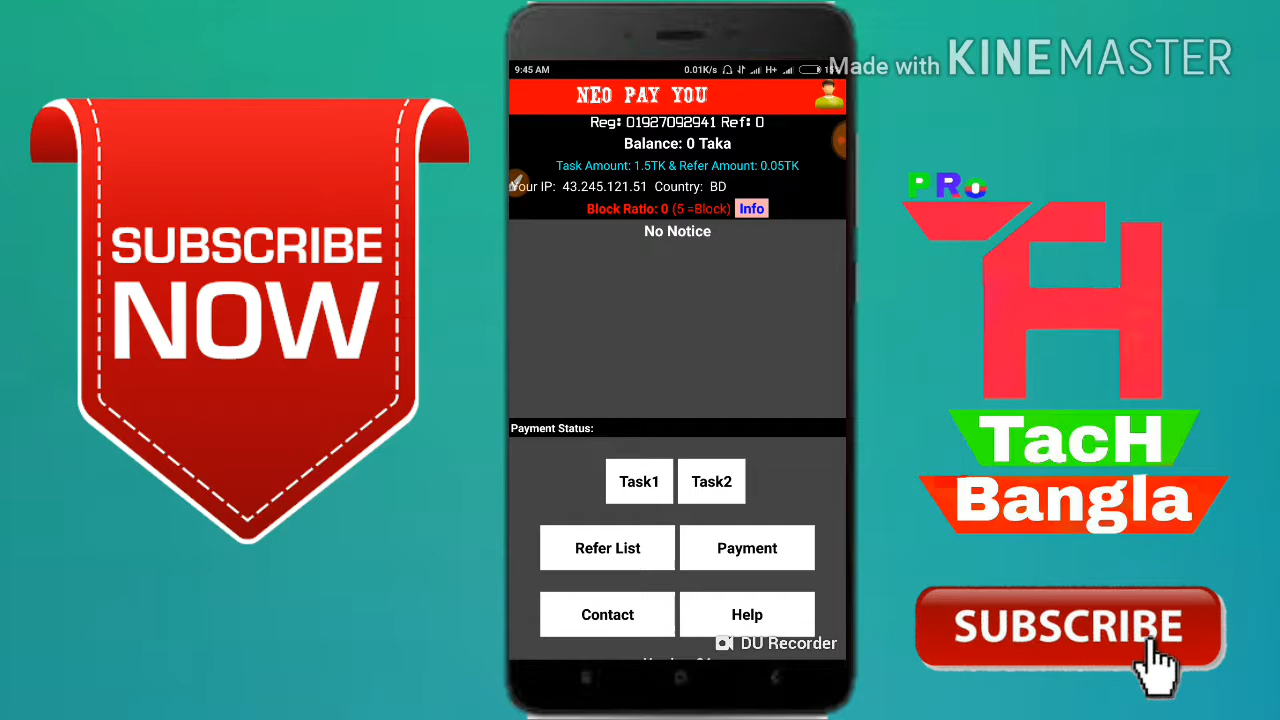 Made with KINEMASTER
SUBSCRIBE
NOW
9:45 AM
0.01K/s
H+
NEO PAY YOU
Reg: 01927092941 Ref: 0
Balance: 0 Taka
Task Amount: 1.5TK & Refer Amount: 0.05TK
Your IP: 43.245.121.51 Country: BD
Block Ratio: 0 (5 =Block) Info
No Notice
Payment Status:
Task1 Task2
Refer List Payment
Contact Help
DU Recorder
PRo
TacH
Bangla
SUBSCRIBE